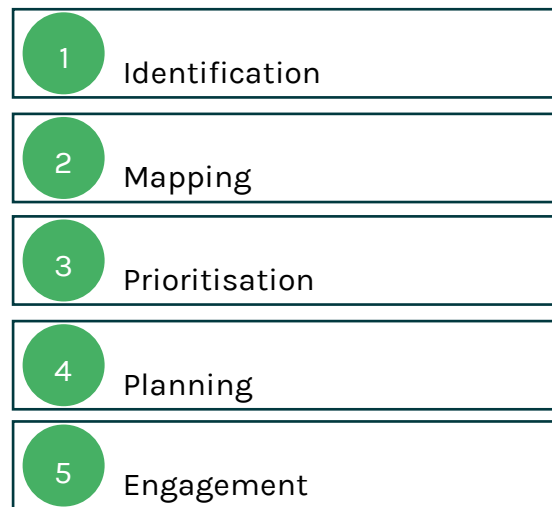 1 Identification
2 Mapping
3 Prioritisation
4 Planning
5 Engagement